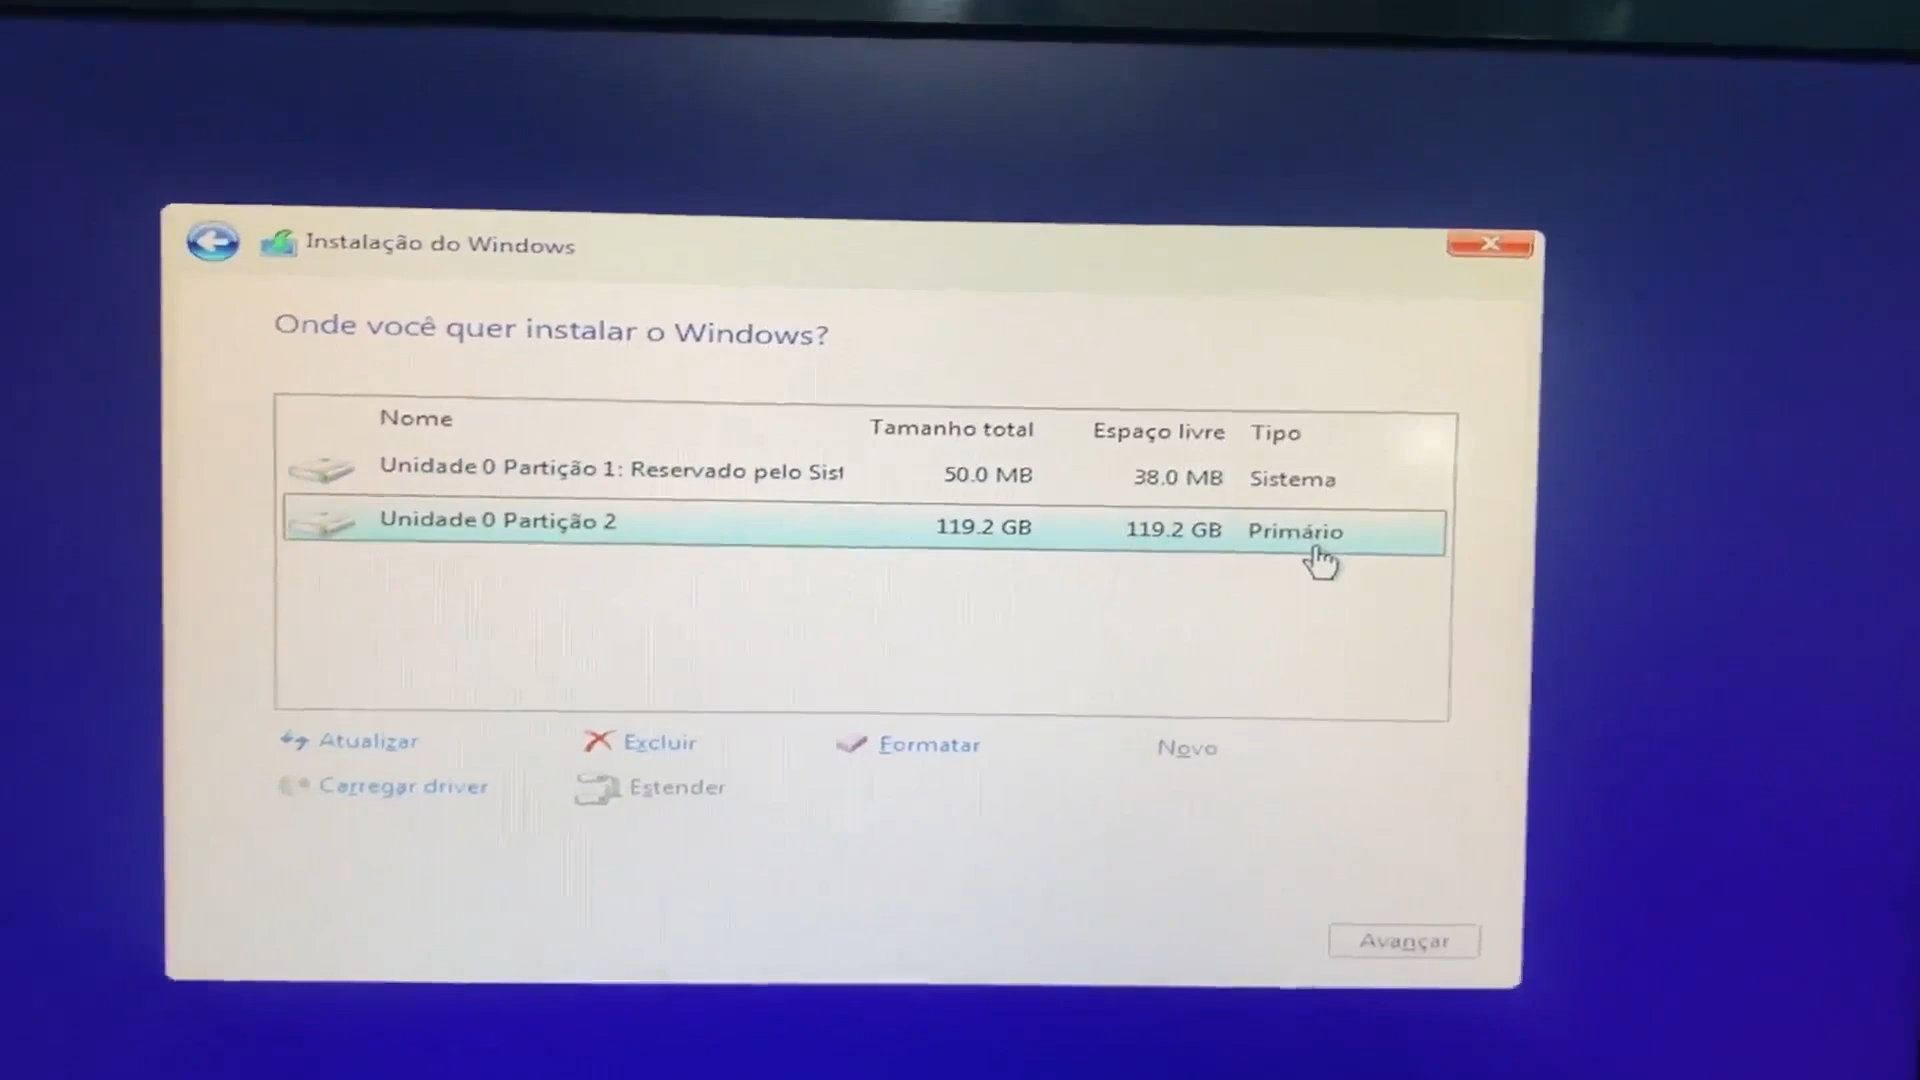 Instalação do Windows
Onde você quer instalar o Windows?
Nome Tamanho total Espaço livre Tipo
Unidade 0 Partição 1: Reservado pelo Sist 50.0 MB 38.0 MB Sistema
Unidade 0 Partição 2 119.2 GB 119.2 GB Primário
Atualizar Excluir Formatar Novo
Carregar driver Estender
Avançar